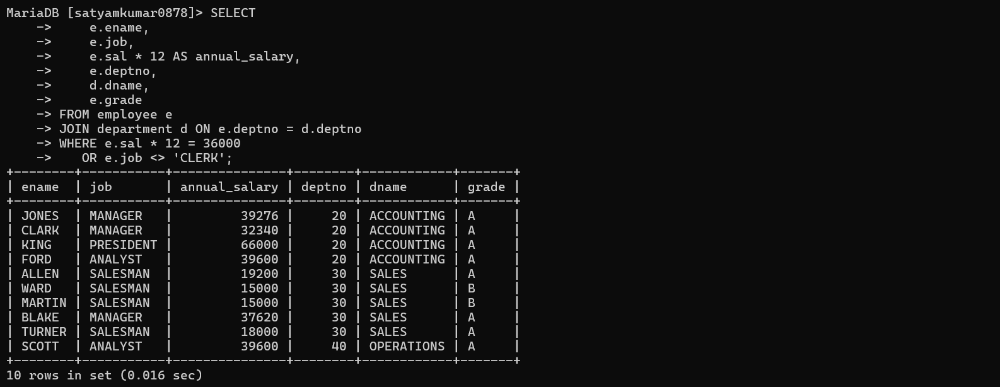 MariaDB [satyamkumar0878]> SELECT
    ->     e.ename,
    ->     e.job,
    ->     e.sal * 12 AS annual_salary,
    ->     e.deptno,
    ->     d.dname,
    ->     e.grade
    -> FROM employee e
    -> JOIN department d ON e.deptno = d.deptno
    -> WHERE e.sal * 12 = 36000
    ->    OR e.job <> 'CLERK';
+--------+-----------+---------------+--------+------------+-------+
| ename  | job       | annual_salary | deptno | dname      | grade |
+--------+-----------+---------------+--------+------------+-------+
| JONES  | MANAGER   |         39276 |     20 | ACCOUNTING | A     |
| CLARK  | MANAGER   |         32340 |     20 | ACCOUNTING | A     |
| KING   | PRESIDENT |         66000 |     20 | ACCOUNTING | A     |
| FORD   | ANALYST   |         39600 |     20 | ACCOUNTING | A     |
| ALLEN  | SALESMAN  |         19200 |     30 | SALES      | A     |
| WARD   | SALESMAN  |         15000 |     30 | SALES      | B     |
| MARTIN | SALESMAN  |         15000 |     30 | SALES      | B     |
| BLAKE  | MANAGER   |         37620 |     30 | SALES      | A     |
| TURNER | SALESMAN  |         18000 |     30 | SALES      | A     |
| SCOTT  | ANALYST   |         39600 |     40 | OPERATIONS | A     |
+--------+-----------+---------------+--------+------------+-------+
10 rows in set (0.016 sec)